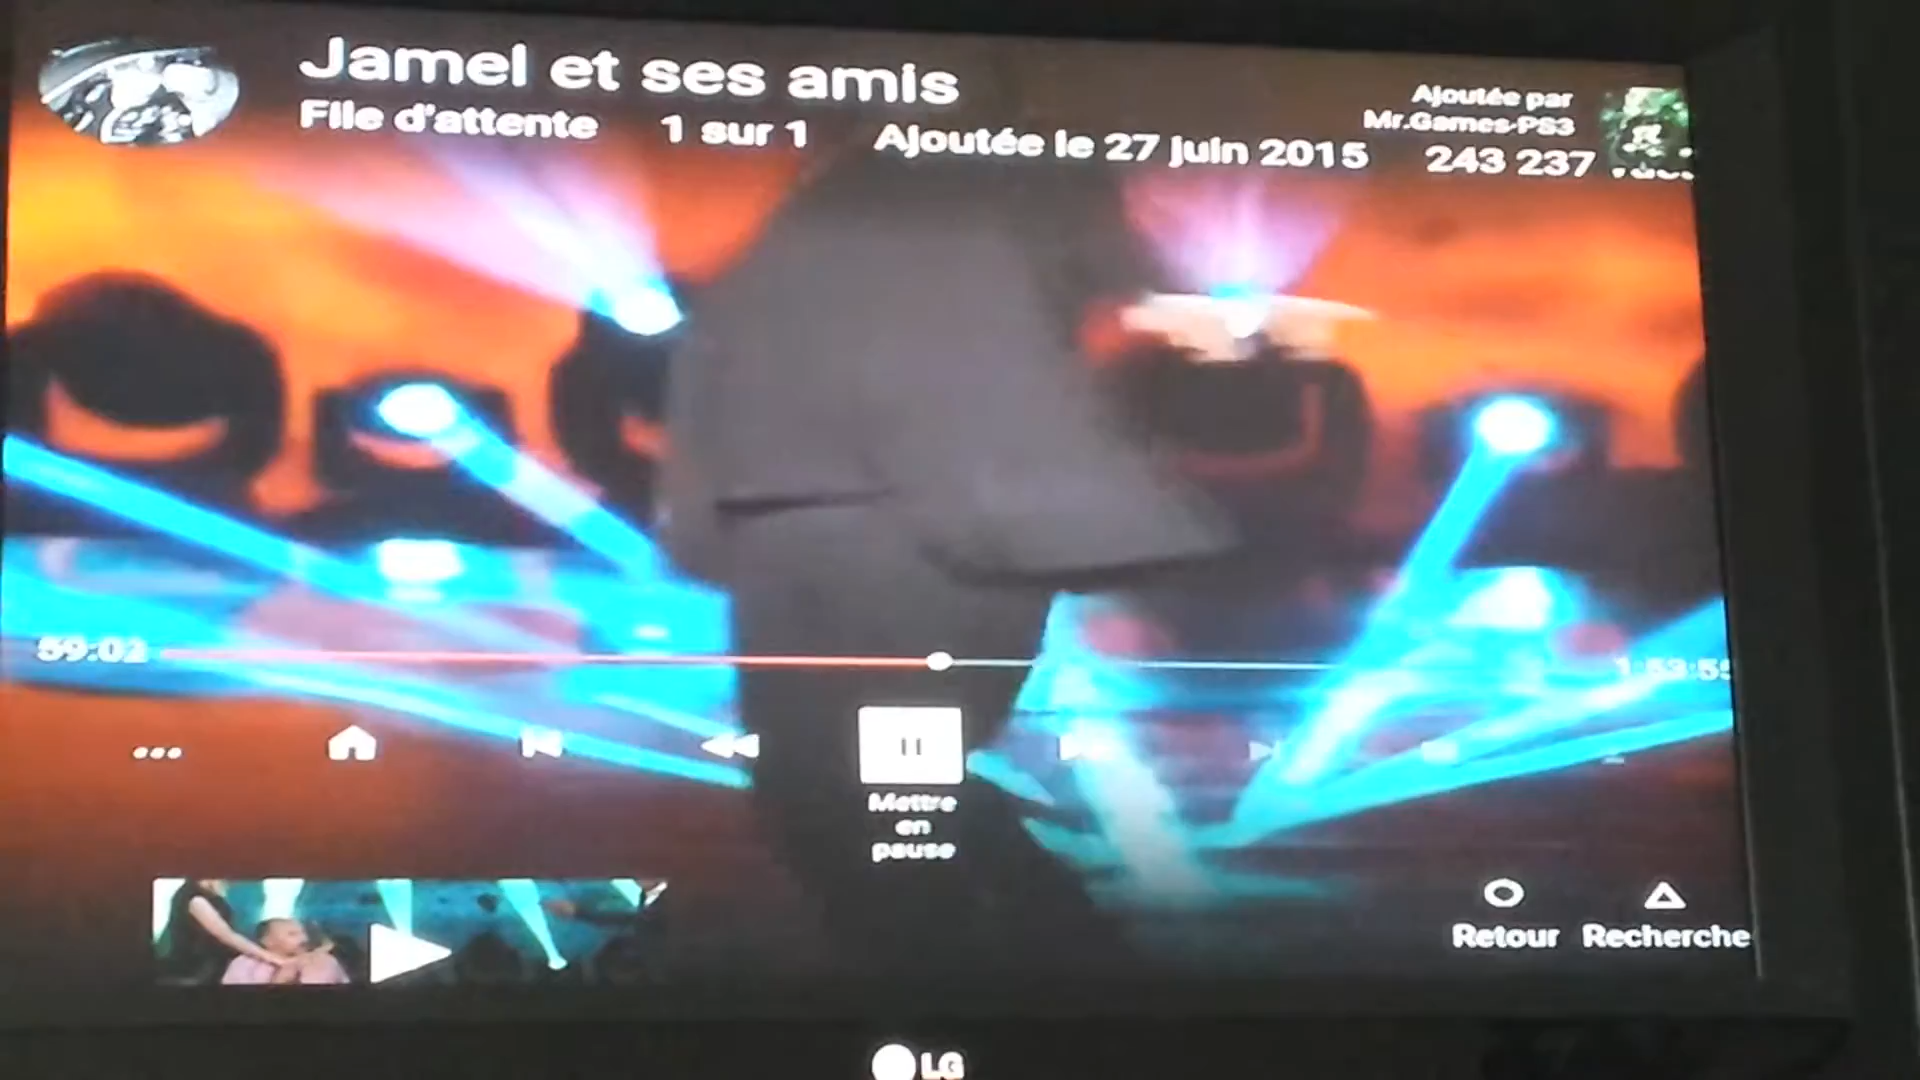 Jamel et ses amis
File d'attente 1 sur 1 Ajoutée le 27 juin 2015
Ajoutée par
Mr.Games-PS3
243 237
59:02
Mettre
en
pause
Retour Recherche
LG